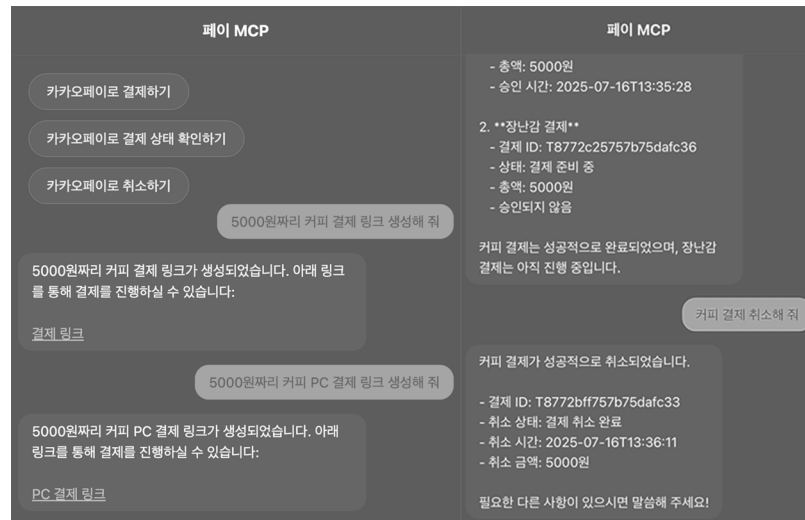 페이 MCP
카카오페이로 결제하기
카카오페이로 결제 상태 확인하기
카카오페이로 취소하기
5000원짜리 커피 결제 링크 생성해 줘
5000원짜리 커피 결제 링크가 생성되었습니다. 아래 링크
를 통해 결제를 진행하실 수 있습니다:
결제 링크
5000원짜리 커피 PC 결제 링크 생성해 줘
5000원짜리 커피 PC 결제 링크가 생성되었습니다. 아래
링크를 통해 결제를 진행하실 수 있습니다:
PC 결제 링크
페이 MCP
- 총액: 5000원
- 승인 시간: 2025-07-16T13:35:28
2. **장난감 결제**
- 결제 ID: T8772c25757b75dafc36
- 상태: 결제 준비 중
- 총액: 5000원
- 승인되지 않음
커피 결제는 성공적으로 완료되었으며, 장난감
결제는 아직 진행 중입니다.
커피 결제 취소해 줘
커피 결제가 성공적으로 취소되었습니다.
- 결제 ID: T8772bff757b75dafc33
- 취소 상태: 결제 취소 완료
- 취소 시간: 2025-07-16T13:36:11
- 취소 금액: 5000원
필요한 다른 사항이 있으시면 말씀해 주세요!